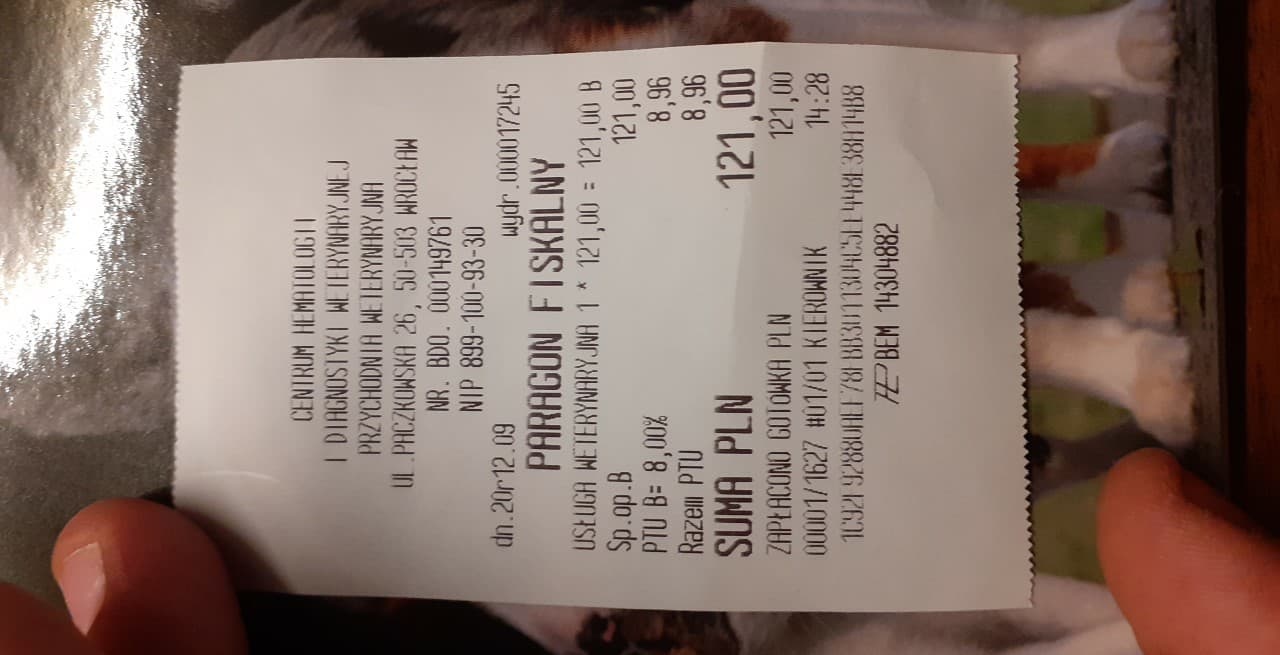 CENTRUM HEMATOLOGII
I DIAGNOSTYKI WETERYNARYJNEJ
PRZYCHODNIA WETERYNARYJNA
UL.PACZKOWSKA 26, 50-503 WROCŁAW
NR. BDO. 000149761
NIP 899-100-93-30
dn.20r12.09 wydr.000017245
PARAGON FISKALNY
USŁUGA WETERYNARYJNA 1 * 121,00 = 121,00 B
Sp.op.B 121,00
PTU B= 8,00% 8,96
Razem PTU 8,96
SUMA PLN 121,00
ZAPŁACONO GOTÓWKA PLN 121,00
00001/1627 #01/01 KIEROWNIK 14:28
BEM 14304882